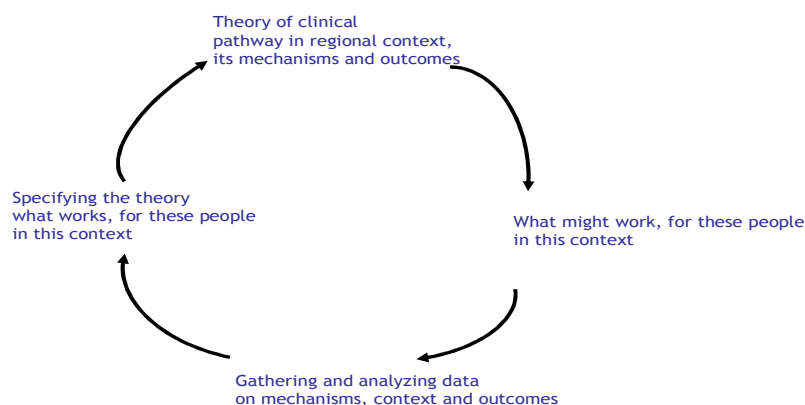 Theory of clinical
pathway in regional context,
its mechanisms and outcomes
What might work, for these people
in this context
Gathering and analyzing data
on mechanisms, context and outcomes
Specifying the theory
what works, for these people
in this context